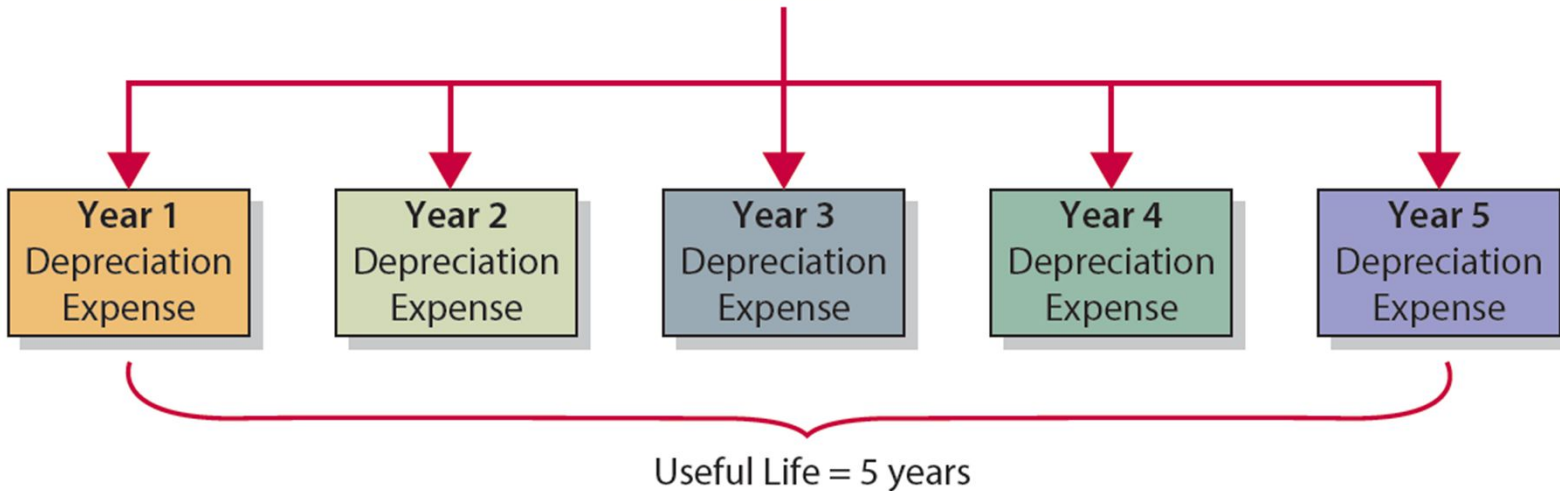 Year 1
Depreciation
Expense
Year 2
Depreciation
Expense
Year 3
Depreciation
Expense
Year 4
Depreciation
Expense
Year 5
Depreciation
Expense
Useful Life = 5 years